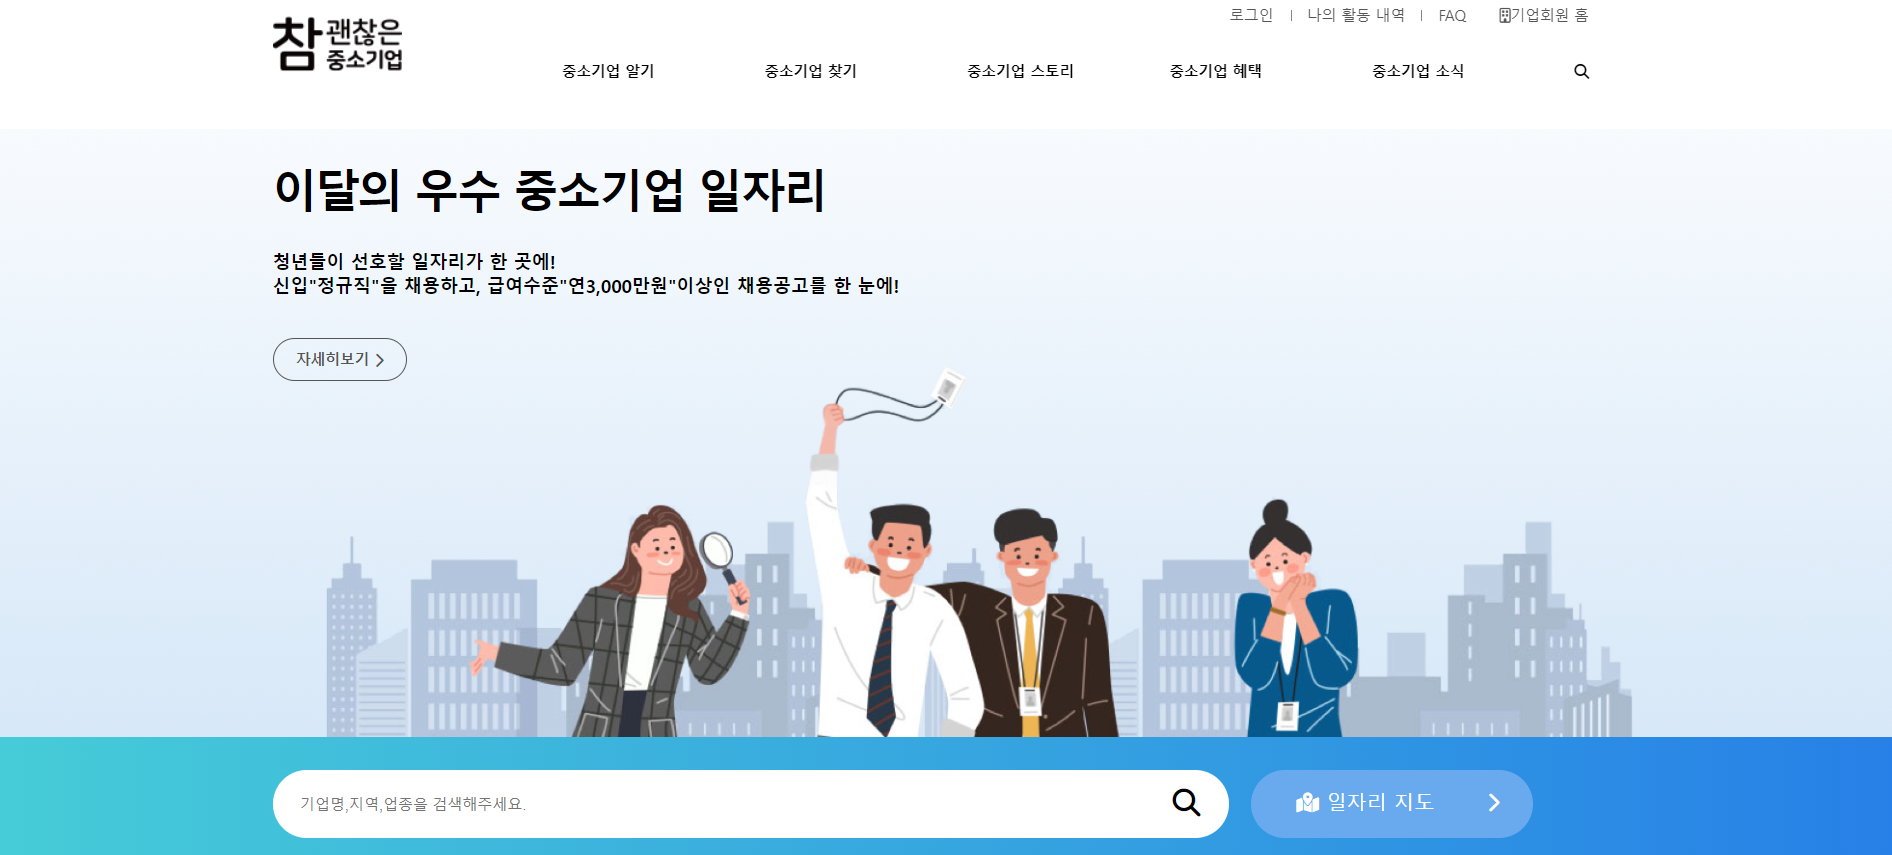 참 괜찮은
중소기업
로그인 | 나의 활동 내역 | FAQ 기업회원 홈
중소기업 알기 중소기업 찾기 중소기업 스토리 중소기업 혜택 중소기업 소식
이달의 우수 중소기업 일자리
청년들이 선호할 일자리가 한 곳에!
신입"정규직"을 채용하고, 급여수준"연3,000만원"이상인 채용공고를 한 눈에!
자세히보기
기업명,지역,업종을 검색해주세요.
일자리 지도